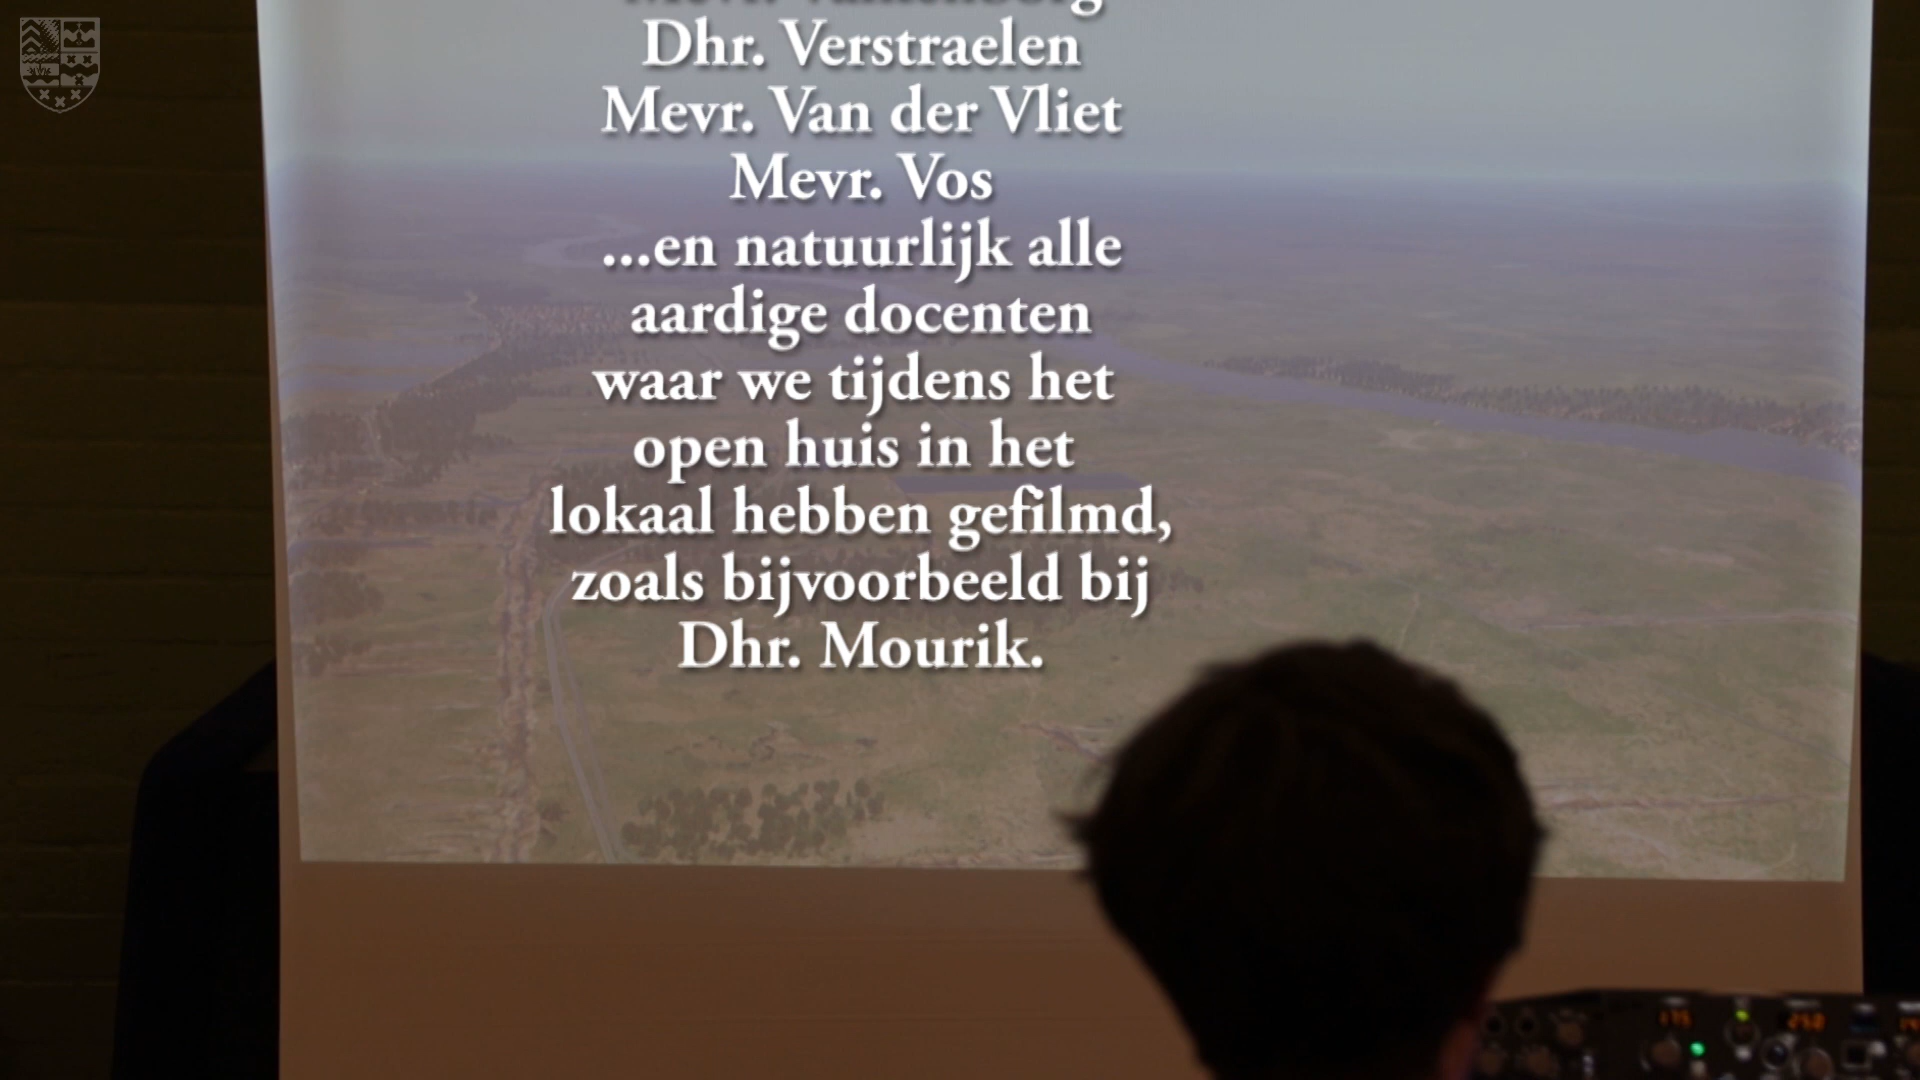 Dhr. Verstraelen
Mevr. Van der Vliet
Mevr. Vos
...en natuurlijk alle
aardige docenten
waar we tijdens het
open huis in het
lokaal hebben gefilmd,
zoals bijvoorbeeld bij
Dhr. Mourik.